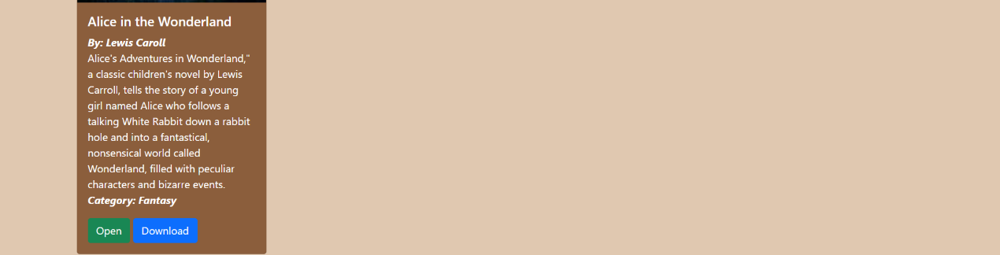 Alice in the Wonderland
By: Lewis Caroll
Alice's Adventures in Wonderland,"
a classic children's novel by Lewis
Carroll, tells the story of a young
girl named Alice who follows a
talking White Rabbit down a rabbit
hole and into a fantastical,
nonsensical world called
Wonderland, filled with peculiar
characters and bizarre events.
Category: Fantasy
Open Download